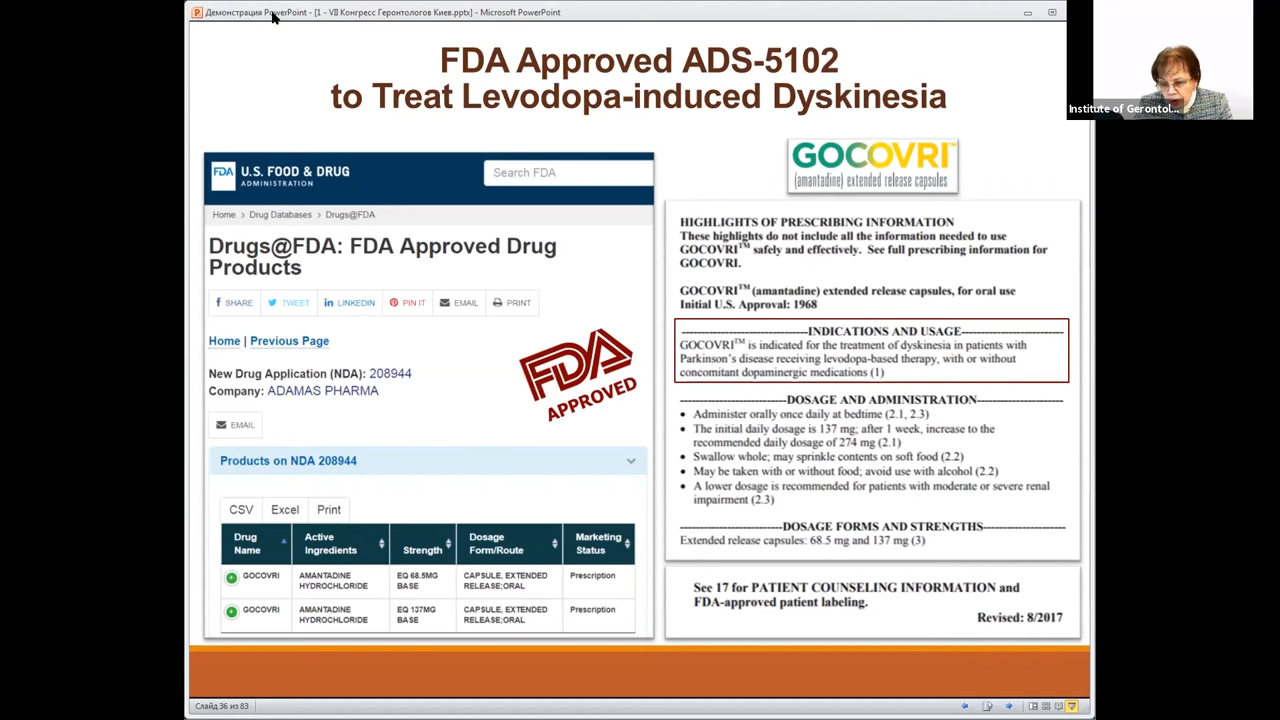 Демонстрация PowerPoint - [1 - VII Конгресс Геронтологов Киев.pptx] - Microsoft PowerPoint
FDA Approved ADS-5102
to Treat Levodopa-induced Dyskinesia
Institute of Gerontol...
FDA U.S. FOOD & DRUG
ADMINISTRATION
Search FDA
Home > Drug Databases > Drugs@FDA
Drugs@FDA: FDA Approved Drug
Products
SHARE TWEET LINKEDIN PIN IT EMAIL PRINT
Home | Previous Page
New Drug Application (NDA): 208944
Company: ADAMAS PHARMA
EMAIL
FDA
APPROVED
Products on NDA 208944
CSV Excel Print
Drug Name Active Ingredients Strength Dosage Form/Route Marketing Status
GOCOVRI AMANTADINE HYDROCHLORIDE EQ 68.5MG BASE CAPSULE, EXTENDED RELEASE;ORAL Prescription
GOCOVRI AMANTADINE HYDROCHLORIDE EQ 137MG BASE CAPSULE, EXTENDED RELEASE;ORAL Prescription
GOCOVRI™
(amantadine) extended release capsules
HIGHLIGHTS OF PRESCRIBING INFORMATION
These highlights do not include all the information needed to use
GOCOVRI™ safely and effectively. See full prescribing information for
GOCOVRI.
GOCOVRI™ (amantadine) extended release capsules, for oral use
Initial U.S. Approval: 1968
INDICATIONS AND USAGE
GOCOVRI™ is indicated for the treatment of dyskinesia in patients with
Parkinson's disease receiving levodopa-based therapy, with or without
concomitant dopaminergic medications (1)
DOSAGE AND ADMINISTRATION
• Administer orally once daily at bedtime (2.1, 2.3)
• The initial daily dosage is 137 mg; after 1 week, increase to the
recommended daily dosage of 274 mg (2.1)
• Swallow whole; may sprinkle contents on soft food (2.2)
• May be taken with or without food; avoid use with alcohol (2.2)
• A lower dosage is recommended for patients with moderate or severe renal
impairment (2.3)
DOSAGE FORMS AND STRENGTHS
Extended release capsules: 68.5 mg and 137 mg (3)
See 17 for PATIENT COUNSELING INFORMATION and
FDA-approved patient labeling.
Revised: 8/2017
Слайд 36 из 83